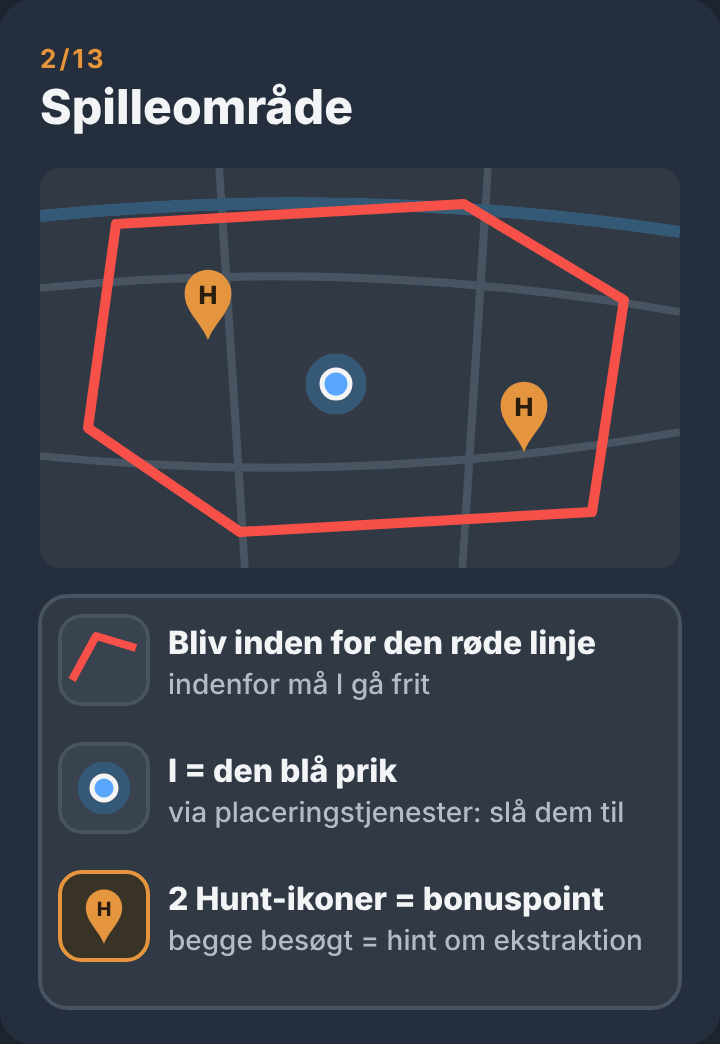 2/13
Spilleområde
H
H
Bliv inden for den røde linje
indenfor må I gå frit
I = den blå prik
via placeringstjenester: slå dem til
H
2 Hunt-ikoner = bonuspoint
begge besøgt = hint om ekstraktion